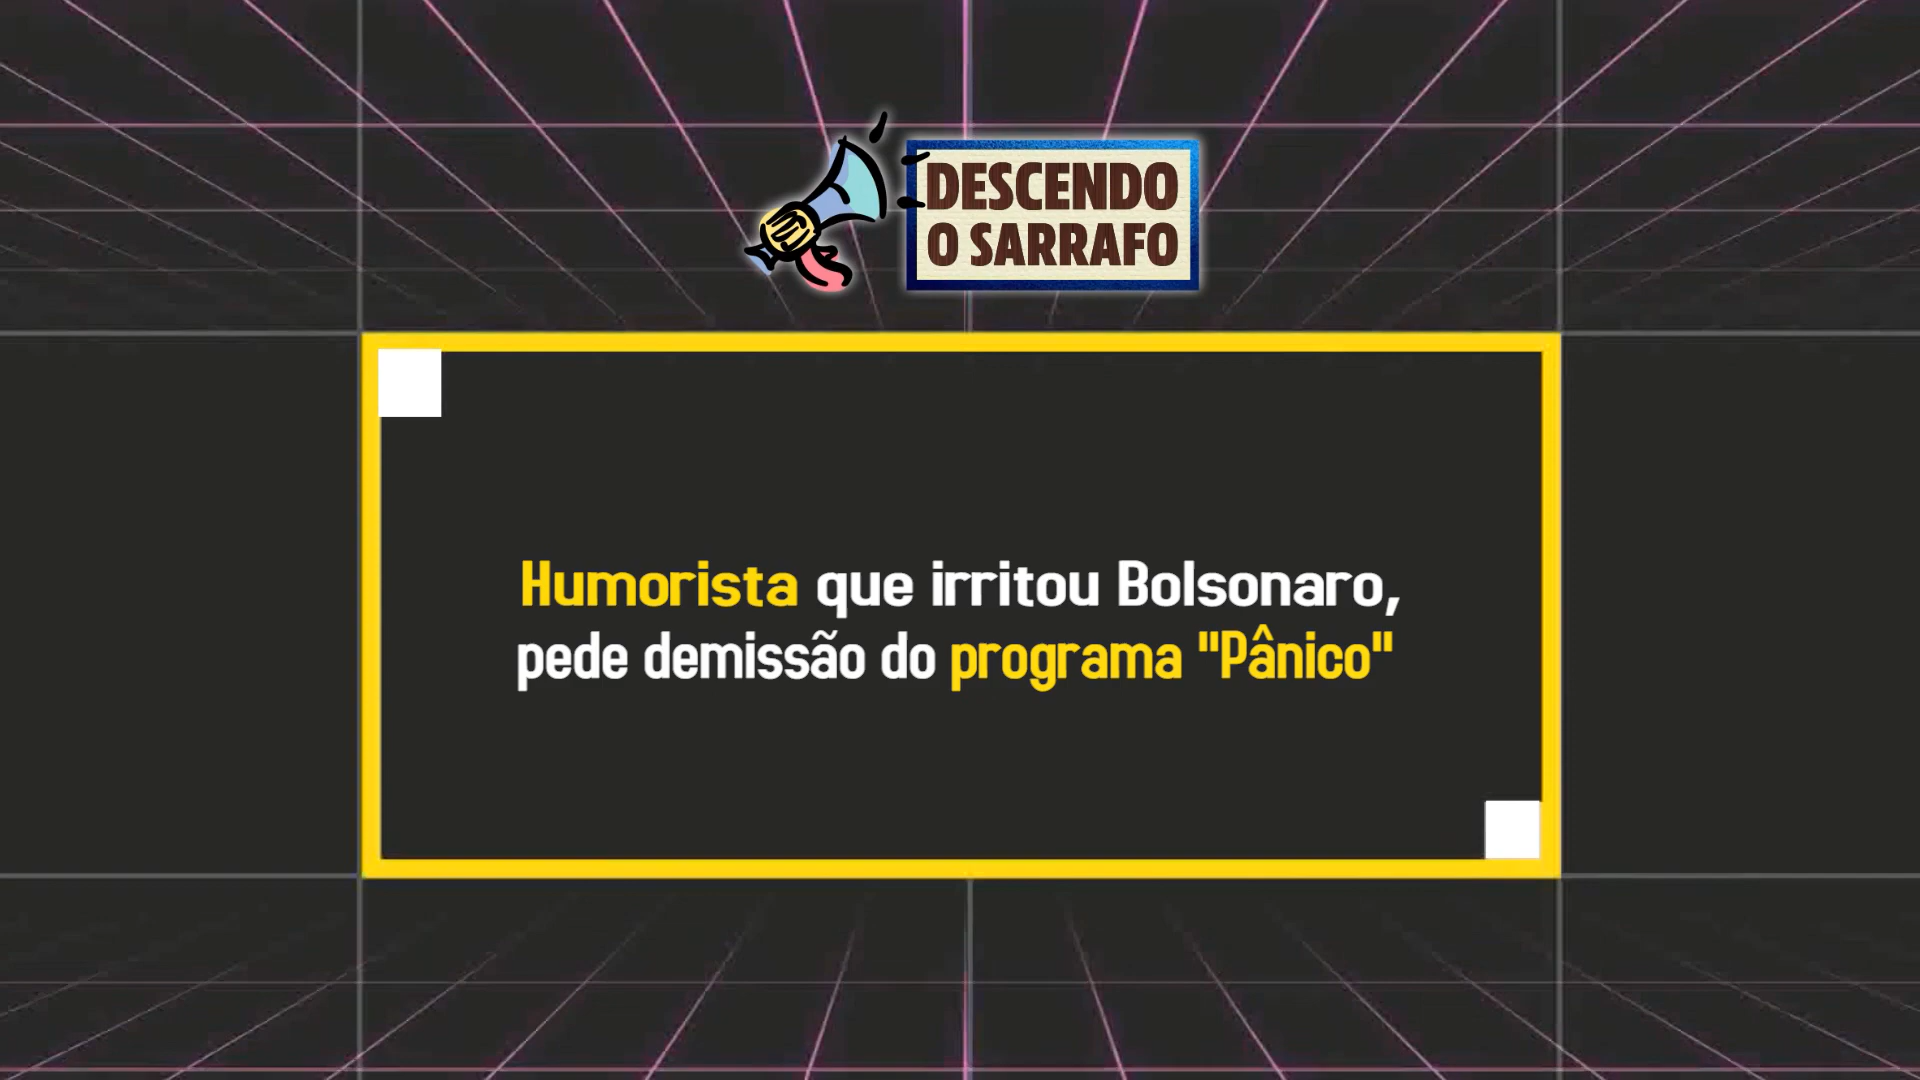 DESCENDO
O SARRAFO
Humorista que irritou Bolsonaro,
pede demissão do programa "Pânico"